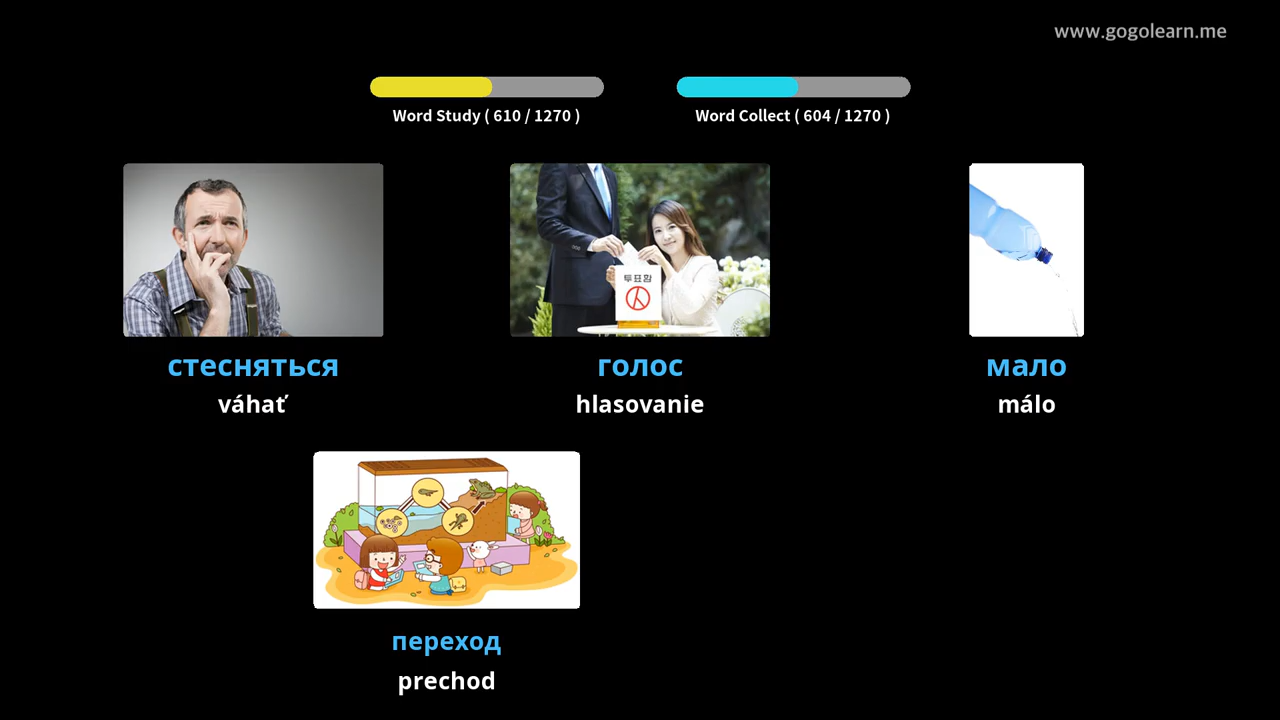 www.gogolearn.me
Word Study ( 610 / 1270 )
Word Collect ( 604 / 1270 )
투표함
стесняться
váhať
голос
hlasovanie
мало
málo
переход
prechod